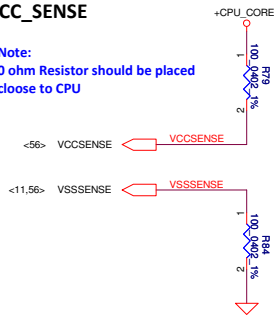 CC_SENSE
+CPU_CORE
Note:
0 ohm Resistor should be placed
cloose to CPU
1
R79
100_0402_1%
2
<56> VCCSENSE
VCCSENSE
<11,56> VSSSENSE
VSSSENSE
1
R84
100_0402_1%
2